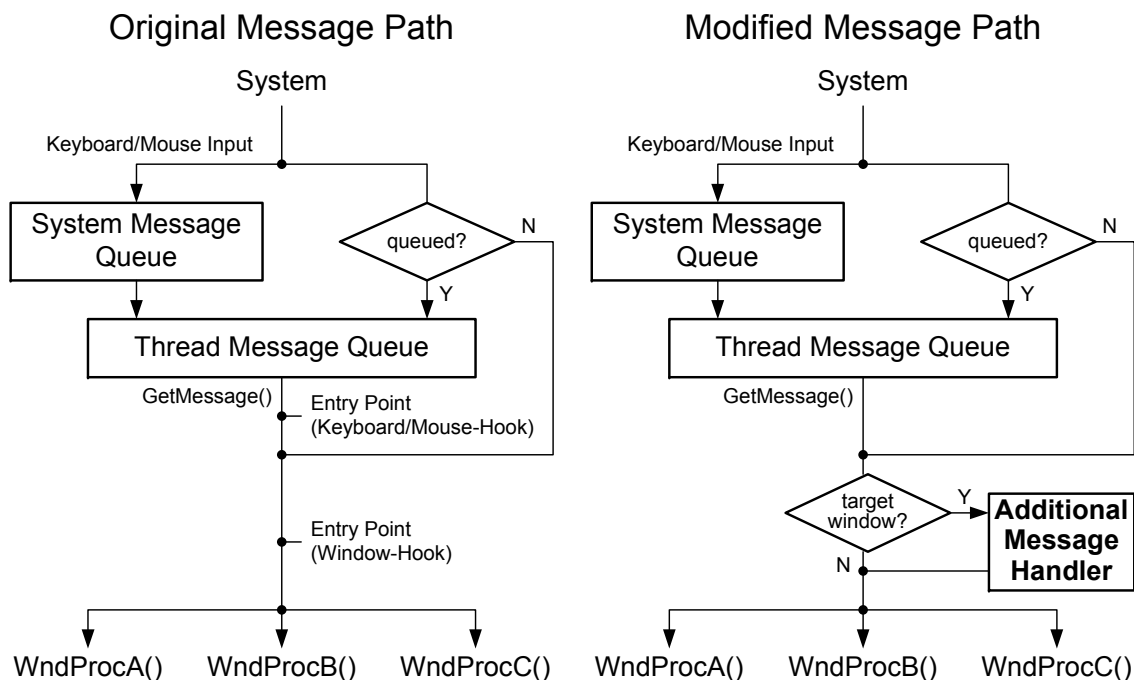 Original Message Path
System
Keyboard/Mouse Input
System Message
Queue
queued?
N
Y
Thread Message Queue
GetMessage()
Entry Point
(Keyboard/Mouse-Hook)
Entry Point
(Window-Hook)
WndProcA()
WndProcB()
WndProcC()
Modified Message Path
System
Keyboard/Mouse Input
System Message
Queue
queued?
N
Y
Thread Message Queue
GetMessage()
target
window?
Y
N
Additional
Message
Handler
WndProcA()
WndProcB()
WndProcC()